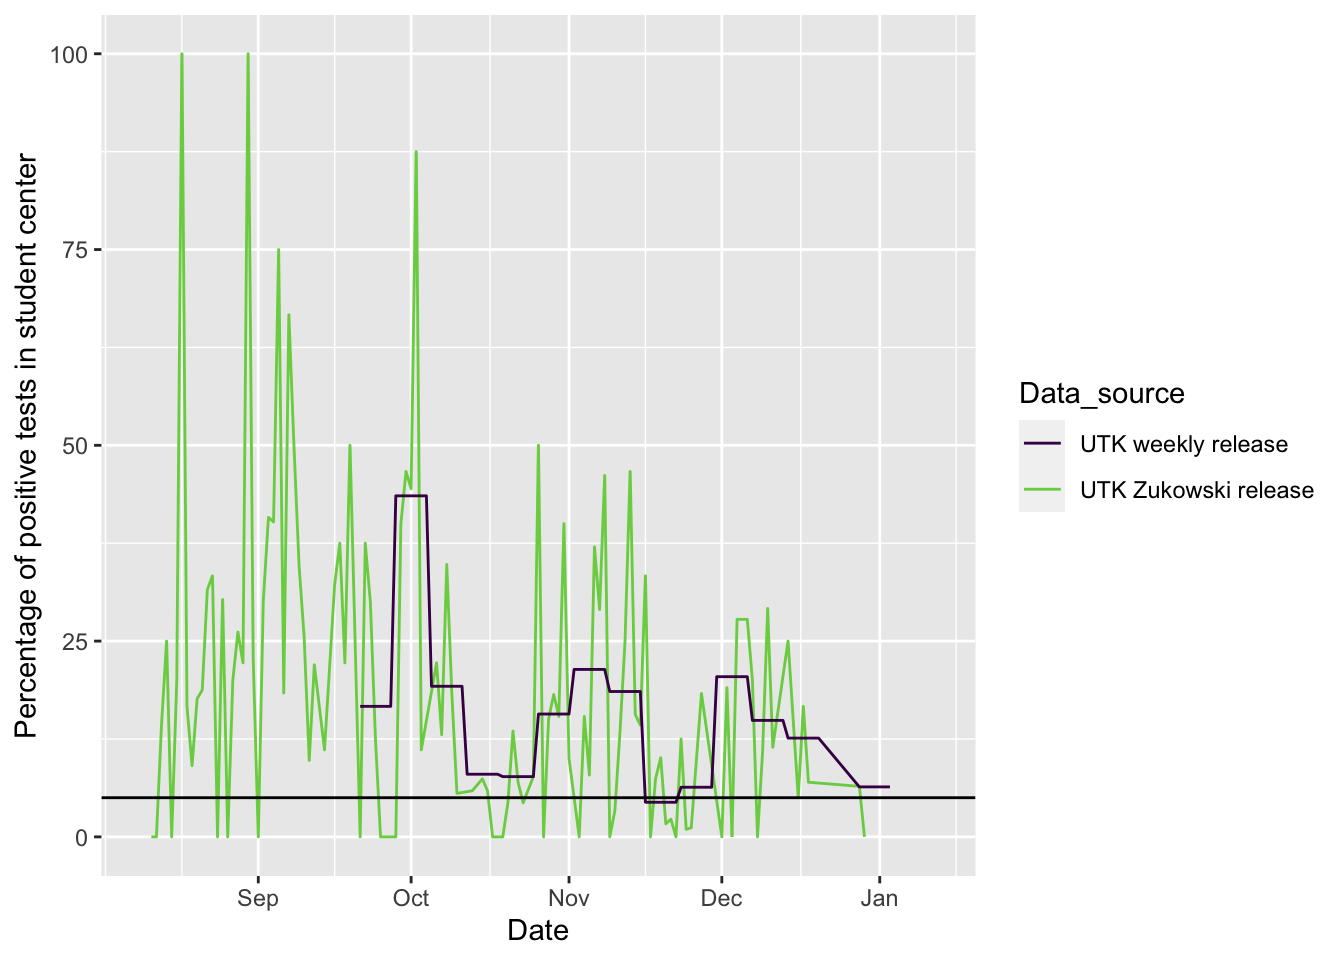 Percentage of positive tests in student center
100
75
50
25
0
Sep
Oct
Nov
Dec
Jan
Date
Data_source
UTK weekly release
UTK Zukowski release